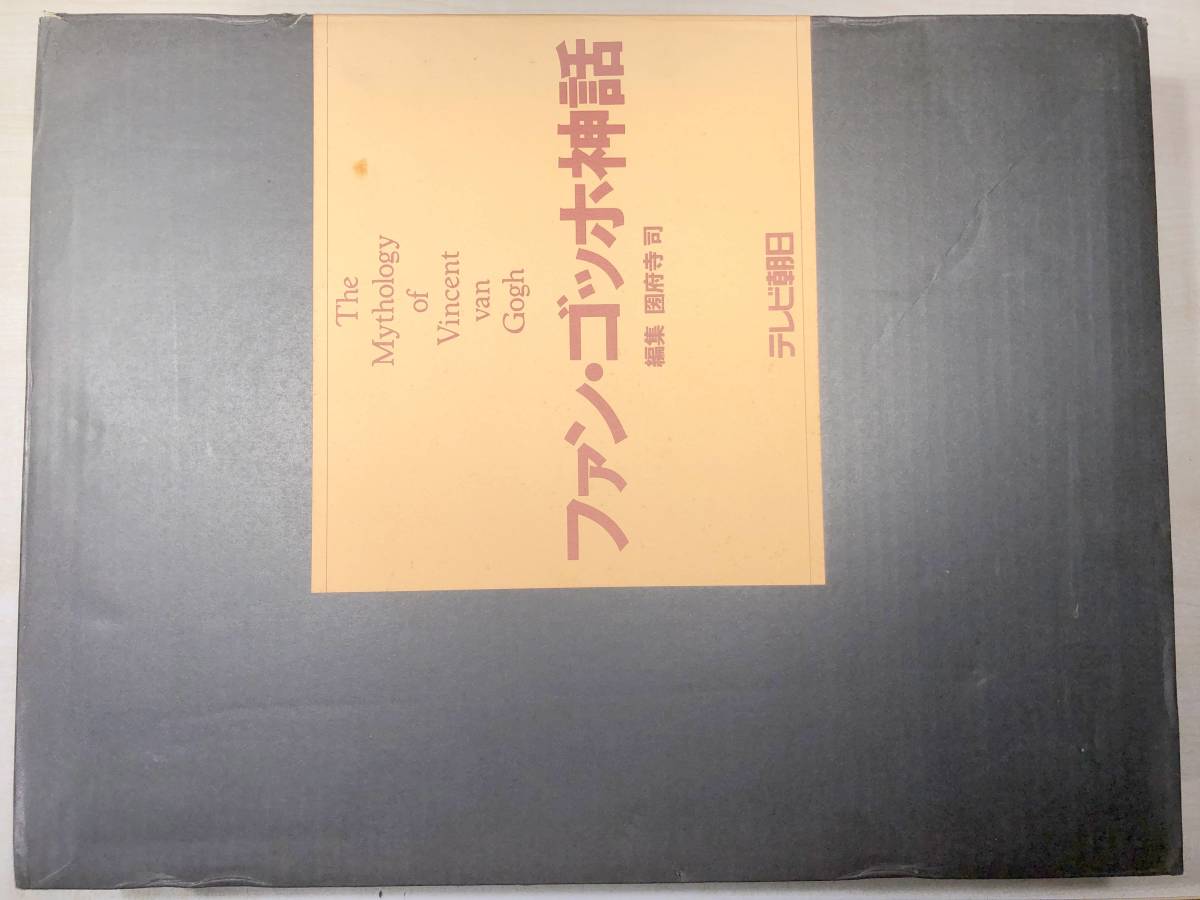 The
Mythology
of
Vincent
van
Gogh
ファン・ゴッホ神話
編集 圀府寺 司
テレビ朝日